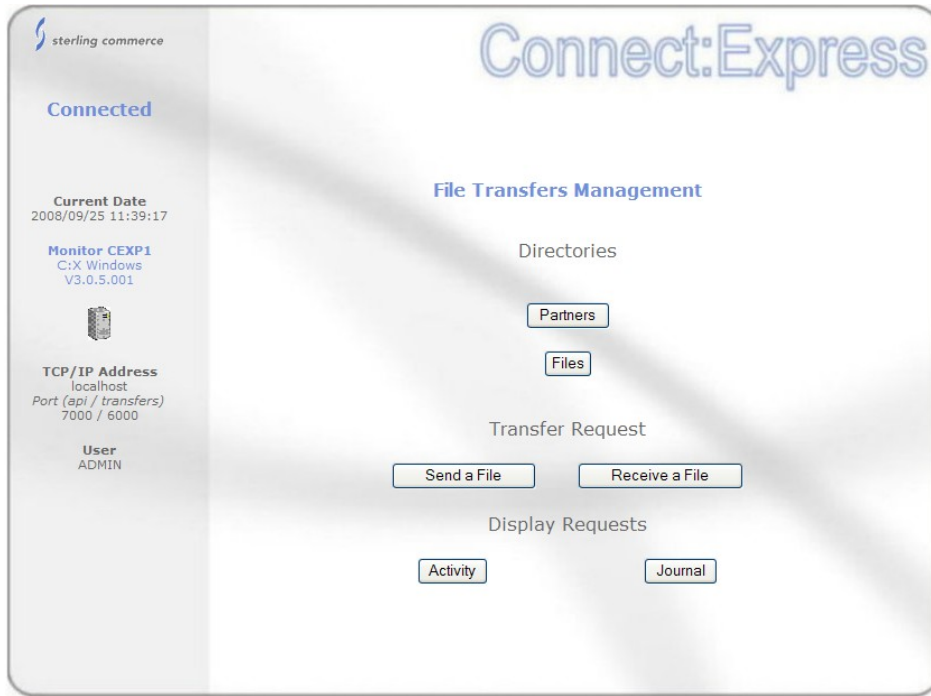 sterling commerce
Connect:Express
Connected
Current Date
2008/09/25 11:39:17
Monitor CEXP1
C:X Windows
V3.0.5.001
TCP/IP Address
localhost
Port (api / transfers)
7000 / 6000
User
ADMIN
File Transfers Management
Directories
Partners
Files
Transfer Request
Send a File Receive a File
Display Requests
Activity Journal